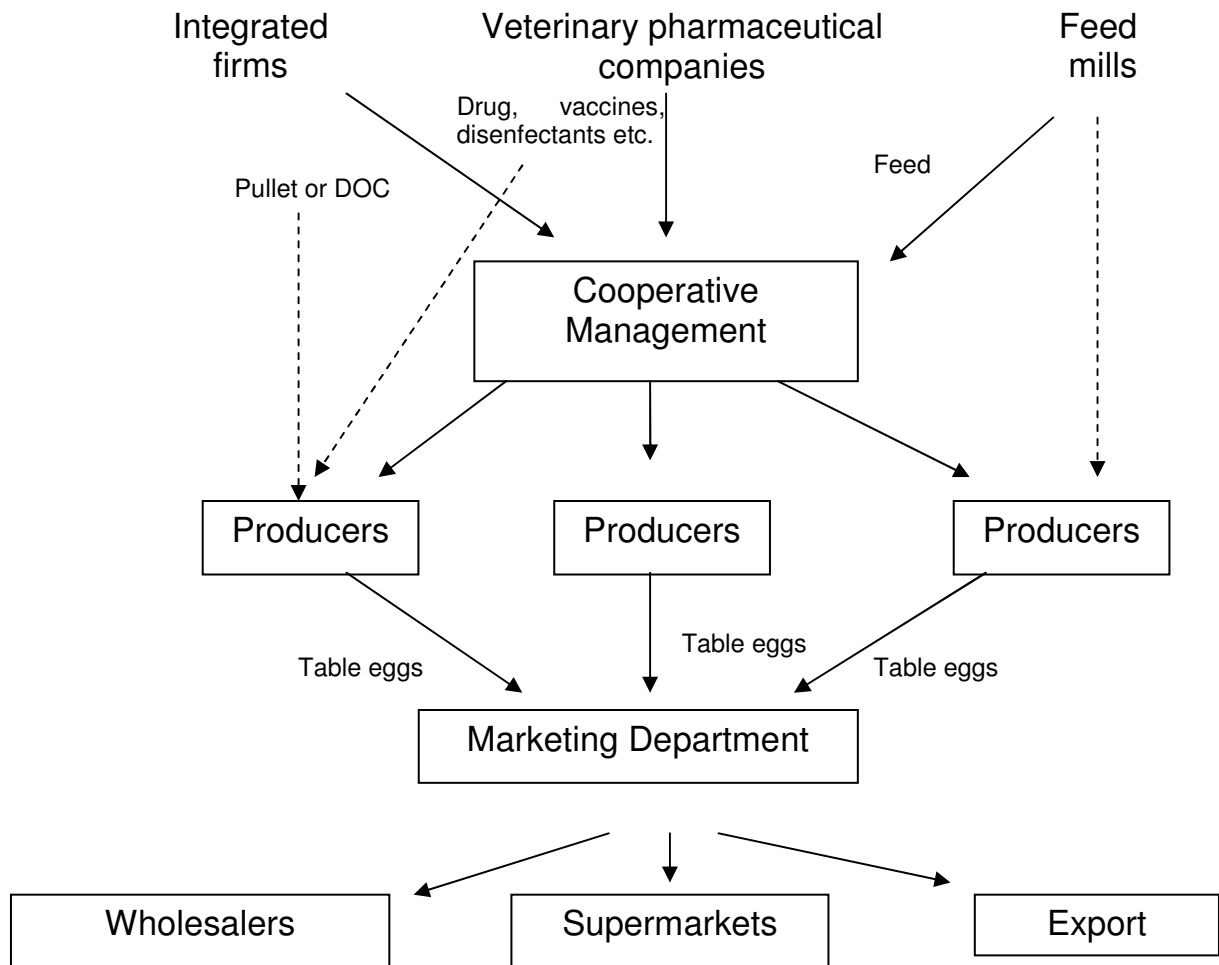 Integrated
firms
Veterinary pharmaceutical
companies
Feed
mills
Drug, vaccines,
disenfectants etc.
Feed
Pullet or DOC
Cooperative
Management
Producers
Producers
Producers
Table eggs
Table eggs
Table eggs
Marketing Department
Wholesalers
Supermarkets
Export